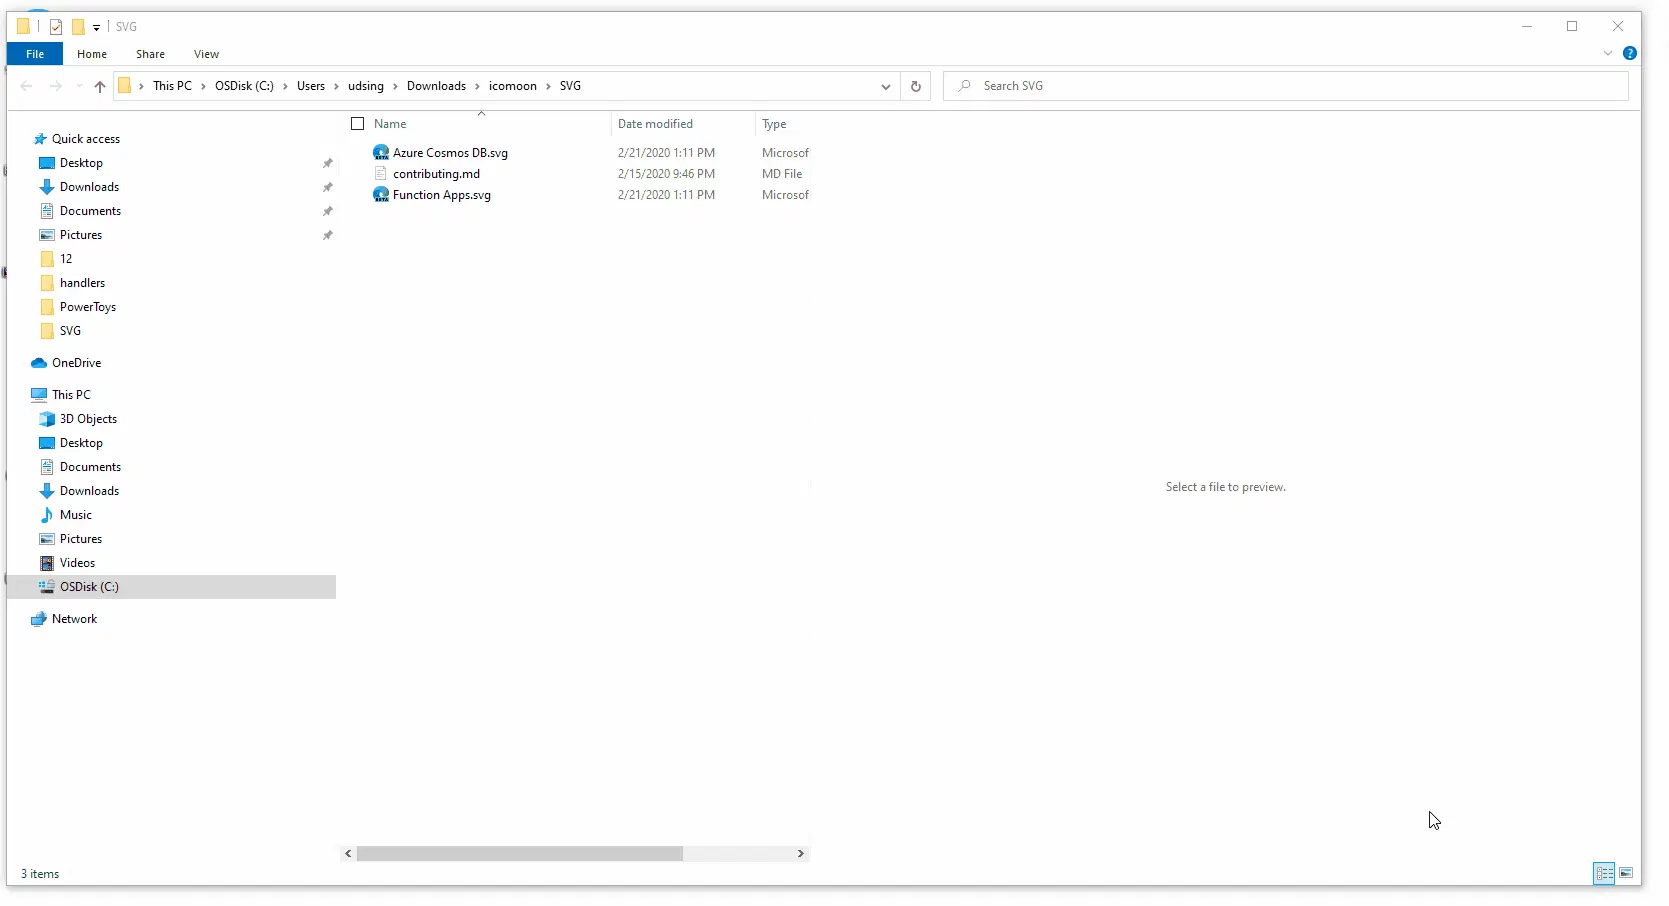 SVG
File Home Share View
This PC OSDisk (C:) Users udsing Downloads icomoon SVG
Search SVG
Quick access
Desktop
Downloads
Documents
Pictures
12
handlers
PowerToys
SVG
OneDrive
This PC
3D Objects
Desktop
Documents
Downloads
Music
Pictures
Videos
OSDisk (C:)
Network
Name Date modified Type
Azure Cosmos DB.svg 2/21/2020 1:11 PM Microsof
contributing.md 2/15/2020 9:46 PM MD File
Function Apps.svg 2/21/2020 1:11 PM Microsof
Select a file to preview.
3 items